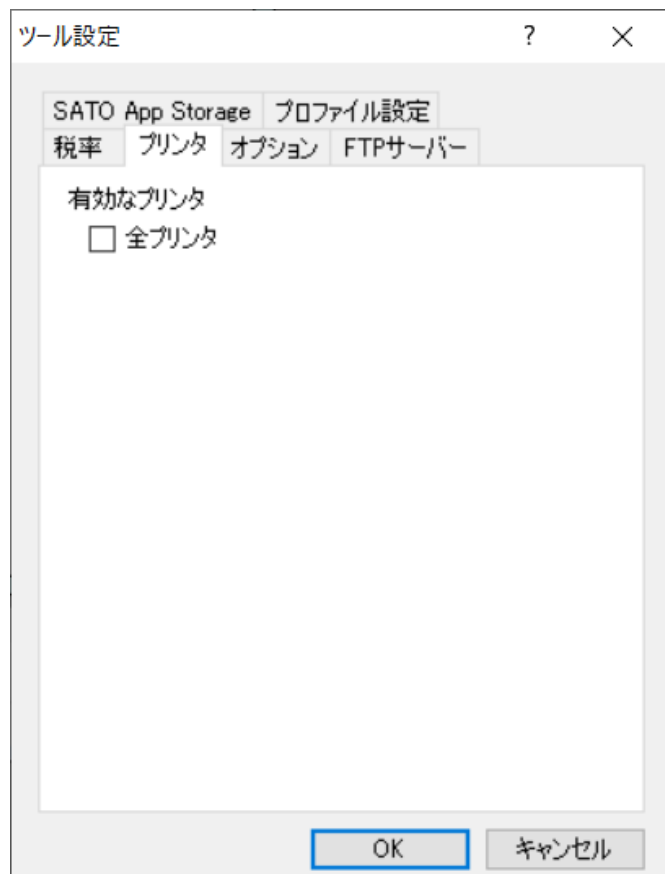 ツール設定 ?
SATO App Storage プロファイル設定
税率 プリンタ オプション FTPサーバー
有効なプリンタ
全プリンタ
OK キャンセル